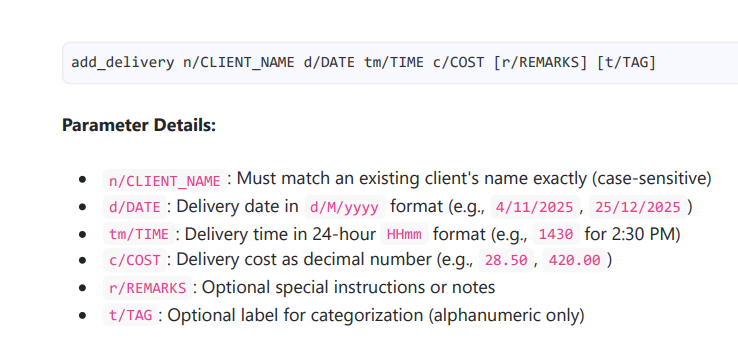 add_delivery n/CLIENT_NAME d/DATE tm/TIME c/COST [r/REMARKS] [t/TAG]
Parameter Details:
n/CLIENT_NAME : Must match an existing client's name exactly (case-sensitive)
d/DATE : Delivery date in d/M/yyyy format (e.g., 4/11/2025 , 25/12/2025 )
tm/TIME : Delivery time in 24-hour HHmm format (e.g., 1430 for 2:30 PM)
c/COST : Delivery cost as decimal number (e.g., 28.50 , 420.00 )
r/REMARKS : Optional special instructions or notes
t/TAG : Optional label for categorization (alphanumeric only)